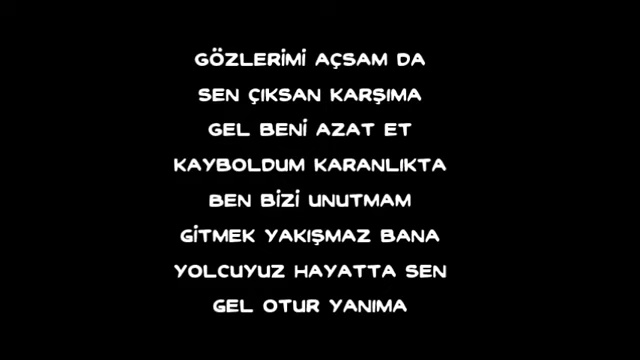 GÖZLERİMİ AÇSAM DA
SEN ÇIKSAN KARŞIMA
GEL BENİ AZAT ET
KAYBOLDUM KARANLIKTA
BEN BİZİ UNUTMAM
GİTMEK YAKIŞMAZ BANA
YOLCUYUZ HAYATTA SEN
GEL OTUR YANIMA